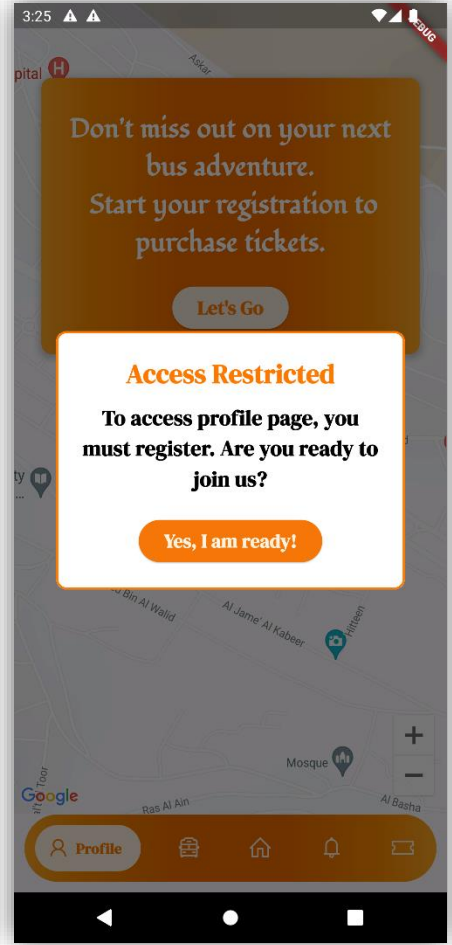 3:25
DEBUG
pital H
Askar
Don't miss out on your next
bus adventure.
Start your registration to
purchase tickets.
Let's Go
Access Restricted
To access profile page, you
must register. Are you ready to
join us?
Yes, I am ready!
ty
...
Bin Al Walid
Al Jame' Al Kabeer
Hitteen
+
Mosque
−
Google
Ras Al Ain
Al Basha
Profile